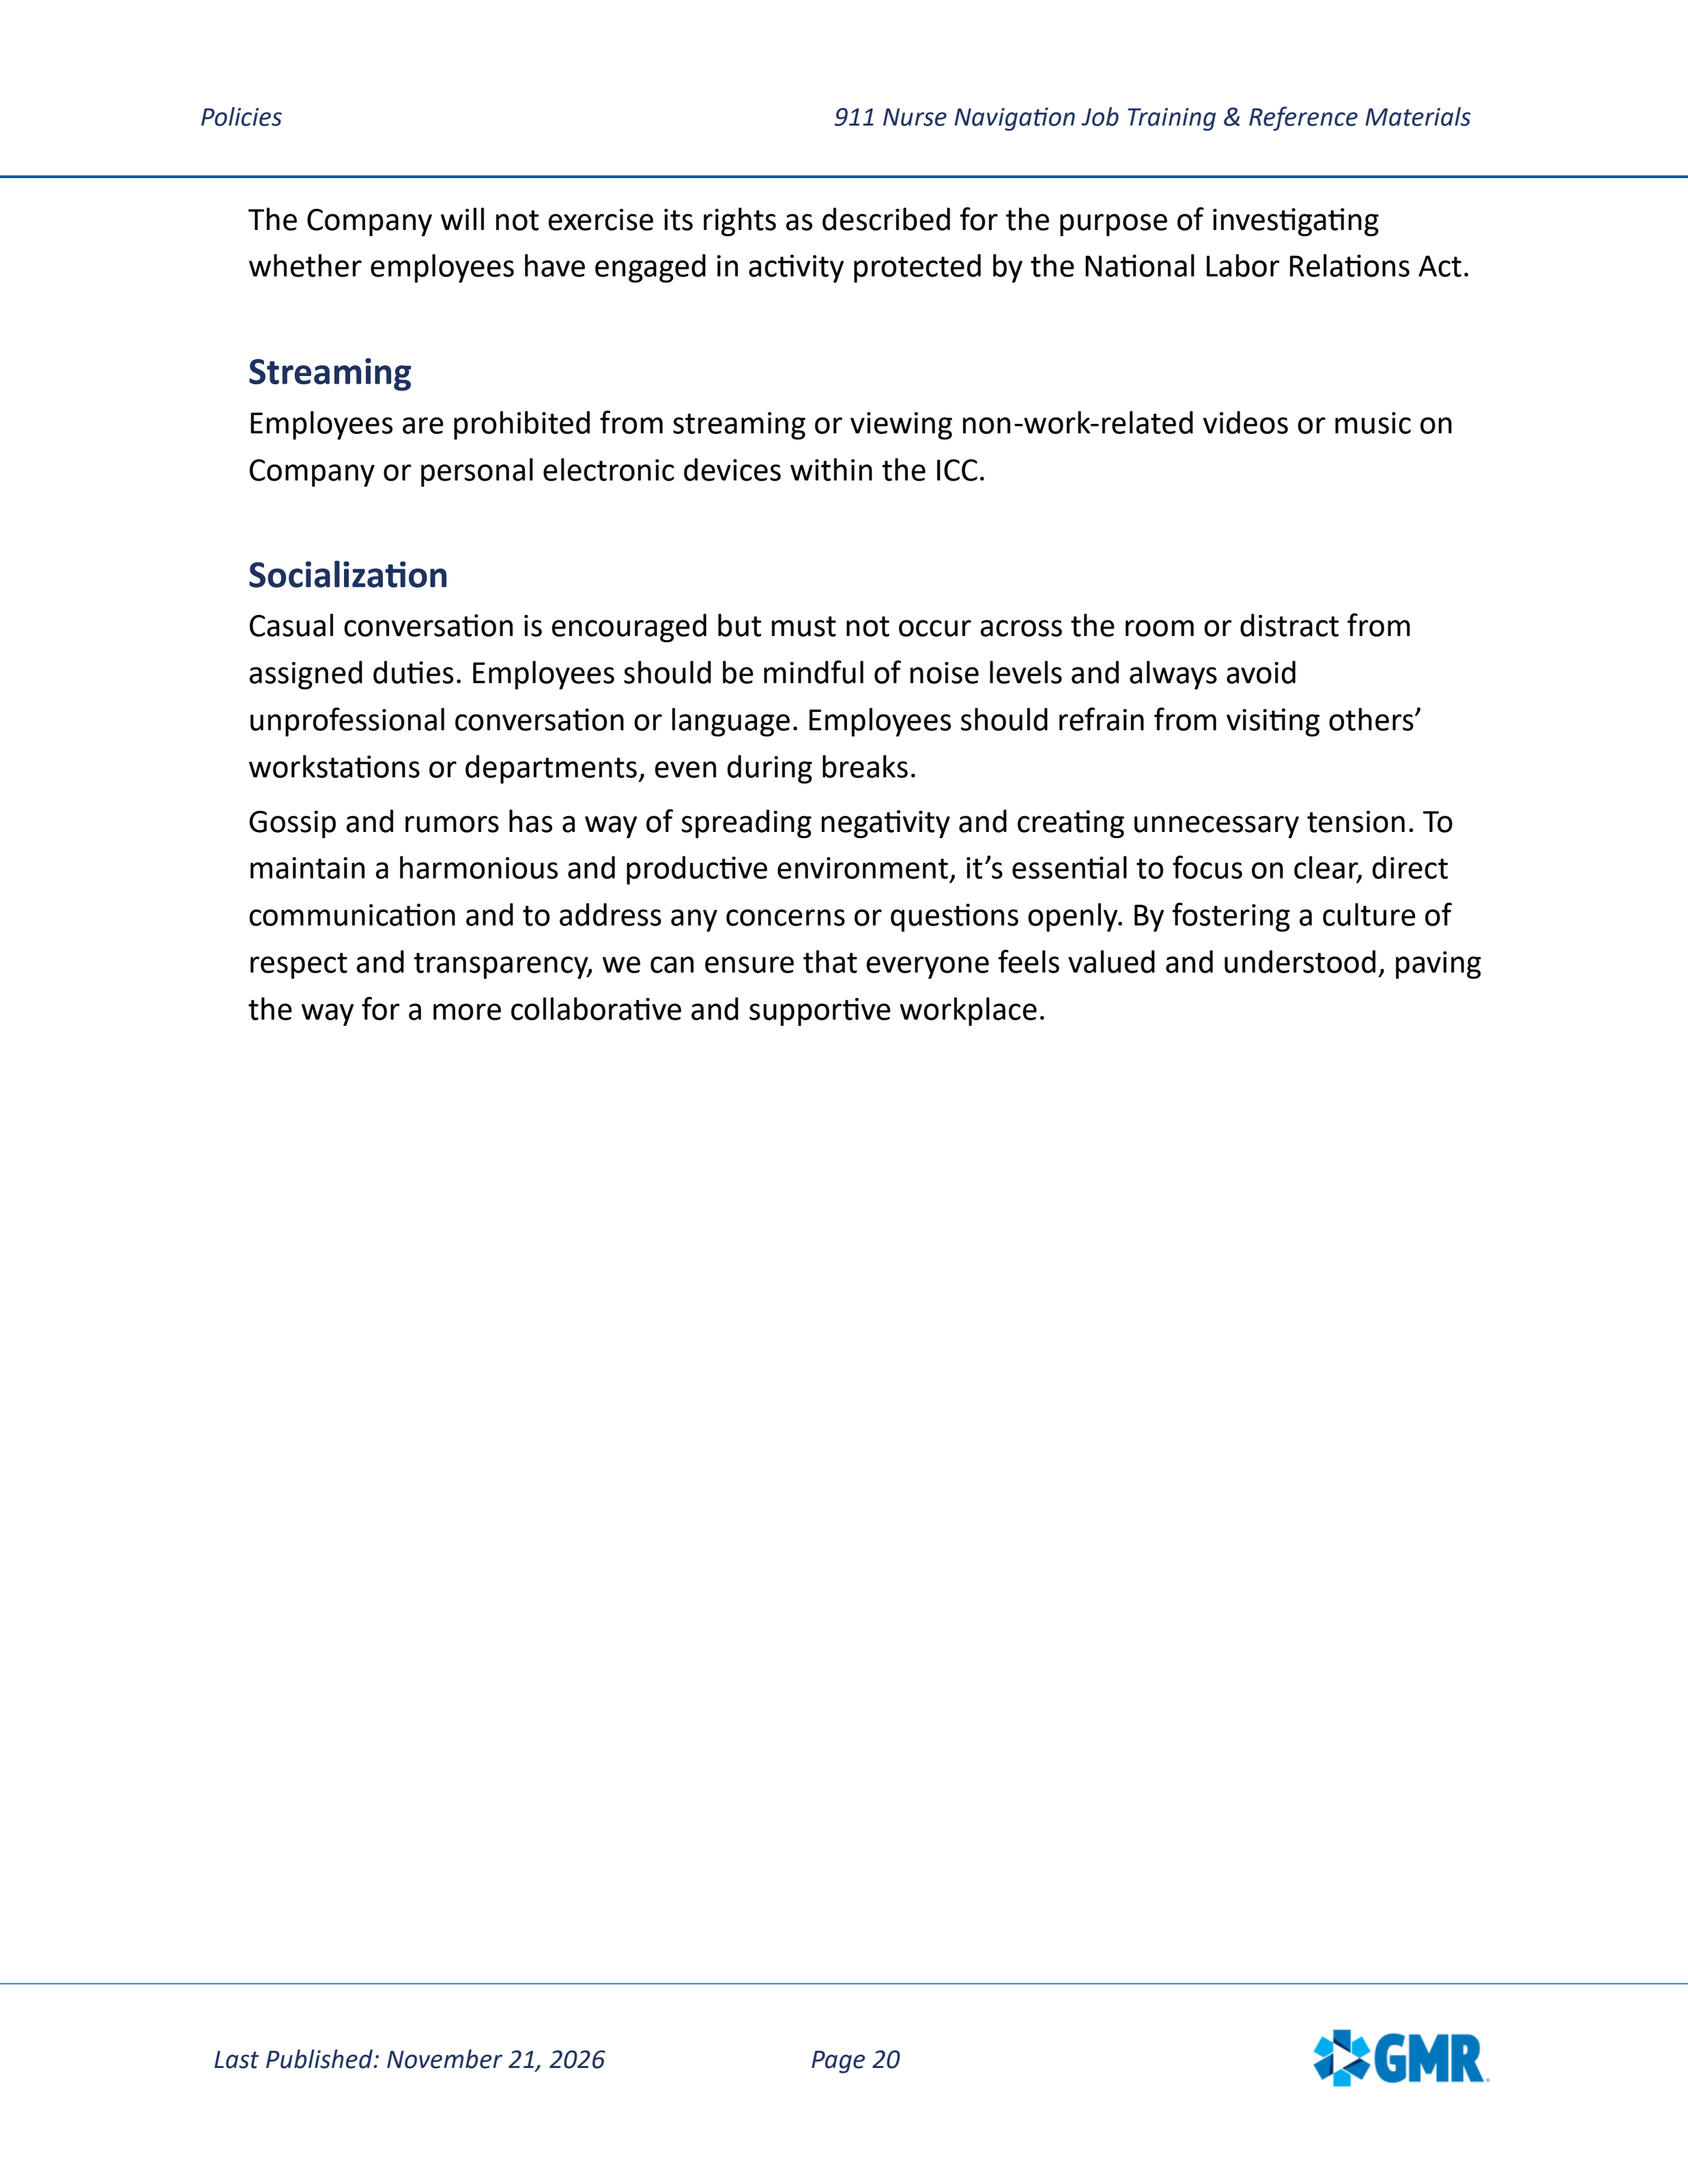 Policies
911 Nurse Navigation Job Training & Reference Materials
The Company will not exercise its rights as described for the purpose of investigating
whether employees have engaged in activity protected by the National Labor Relations Act.
Streaming
Employees are prohibited from streaming or viewing non-work-related videos or music on
Company or personal electronic devices within the ICC.
Socialization
Casual conversation is encouraged but must not occur across the room or distract from
assigned duties. Employees should be mindful of noise levels and always avoid
unprofessional conversation or language. Employees should refrain from visiting others’
workstations or departments, even during breaks.
Gossip and rumors has a way of spreading negativity and creating unnecessary tension. To
maintain a harmonious and productive environment, it’s essential to focus on clear, direct
communication and to address any concerns or questions openly. By fostering a culture of
respect and transparency, we can ensure that everyone feels valued and understood, paving
the way for a more collaborative and supportive workplace.
Last Published: November 21, 2026
Page 20
GMR